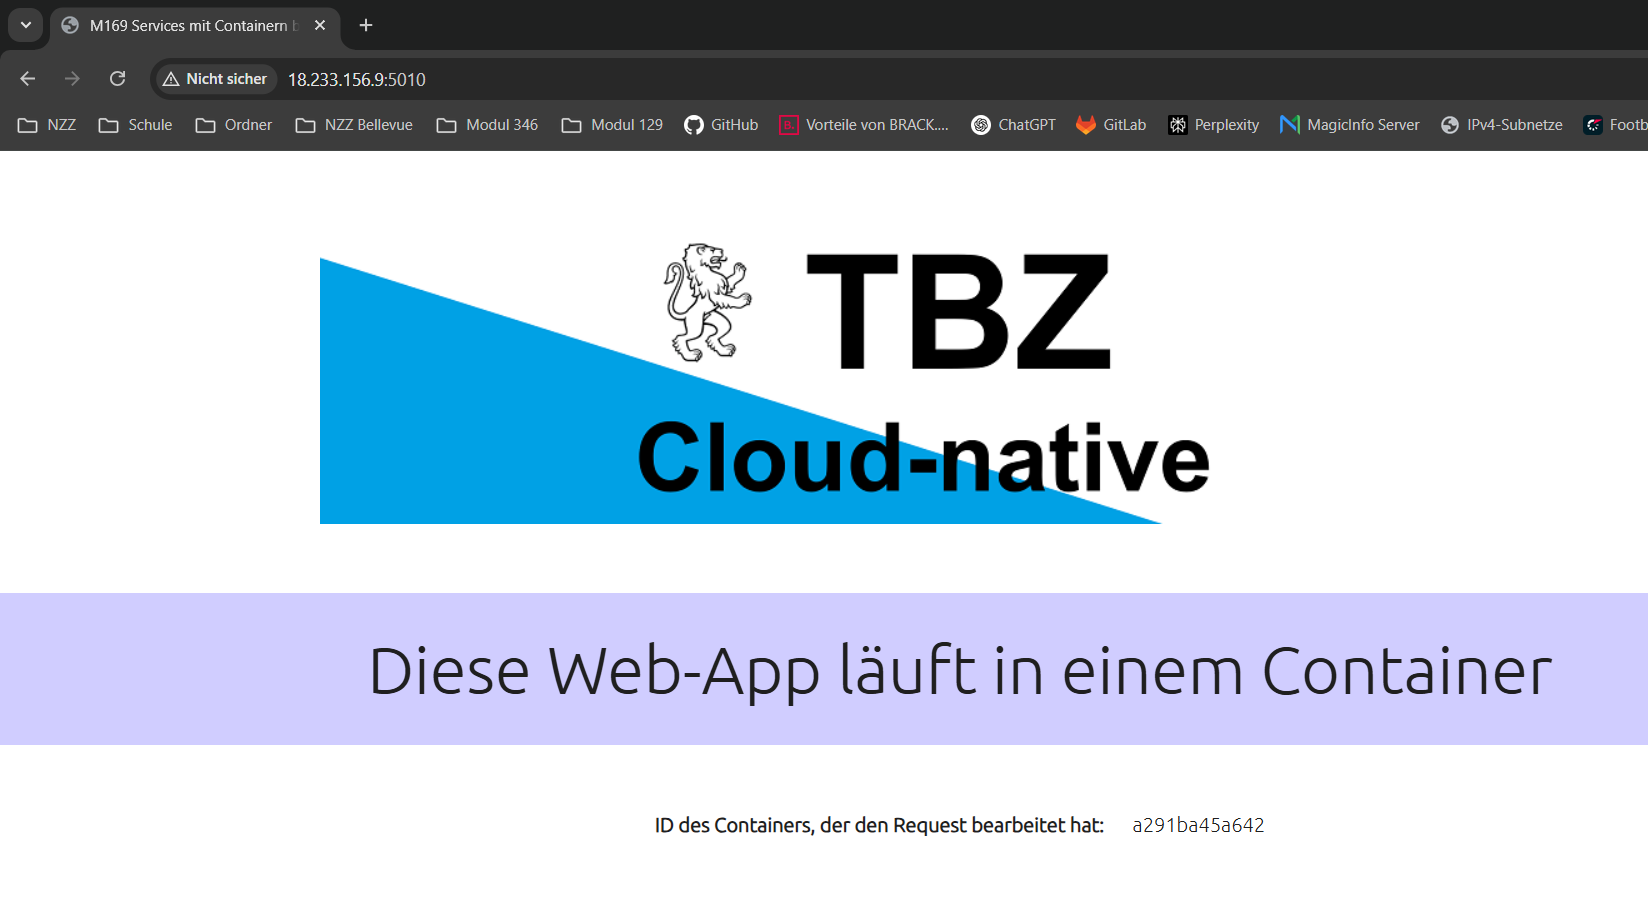 M169 Services mit Containern
Nicht sicher 18.233.156.9:5010
NZZ Schule Ordner NZZ Bellevue Modul 346 Modul 129 GitHub B. Vorteile von BRACK.... ChatGPT GitLab Perplexity MagicInfo Server IPv4-Subnetze Footb
TBZ
Cloud-native
Diese Web-App läuft in einem Container
ID des Containers, der den Request bearbeitet hat: a291ba45a642